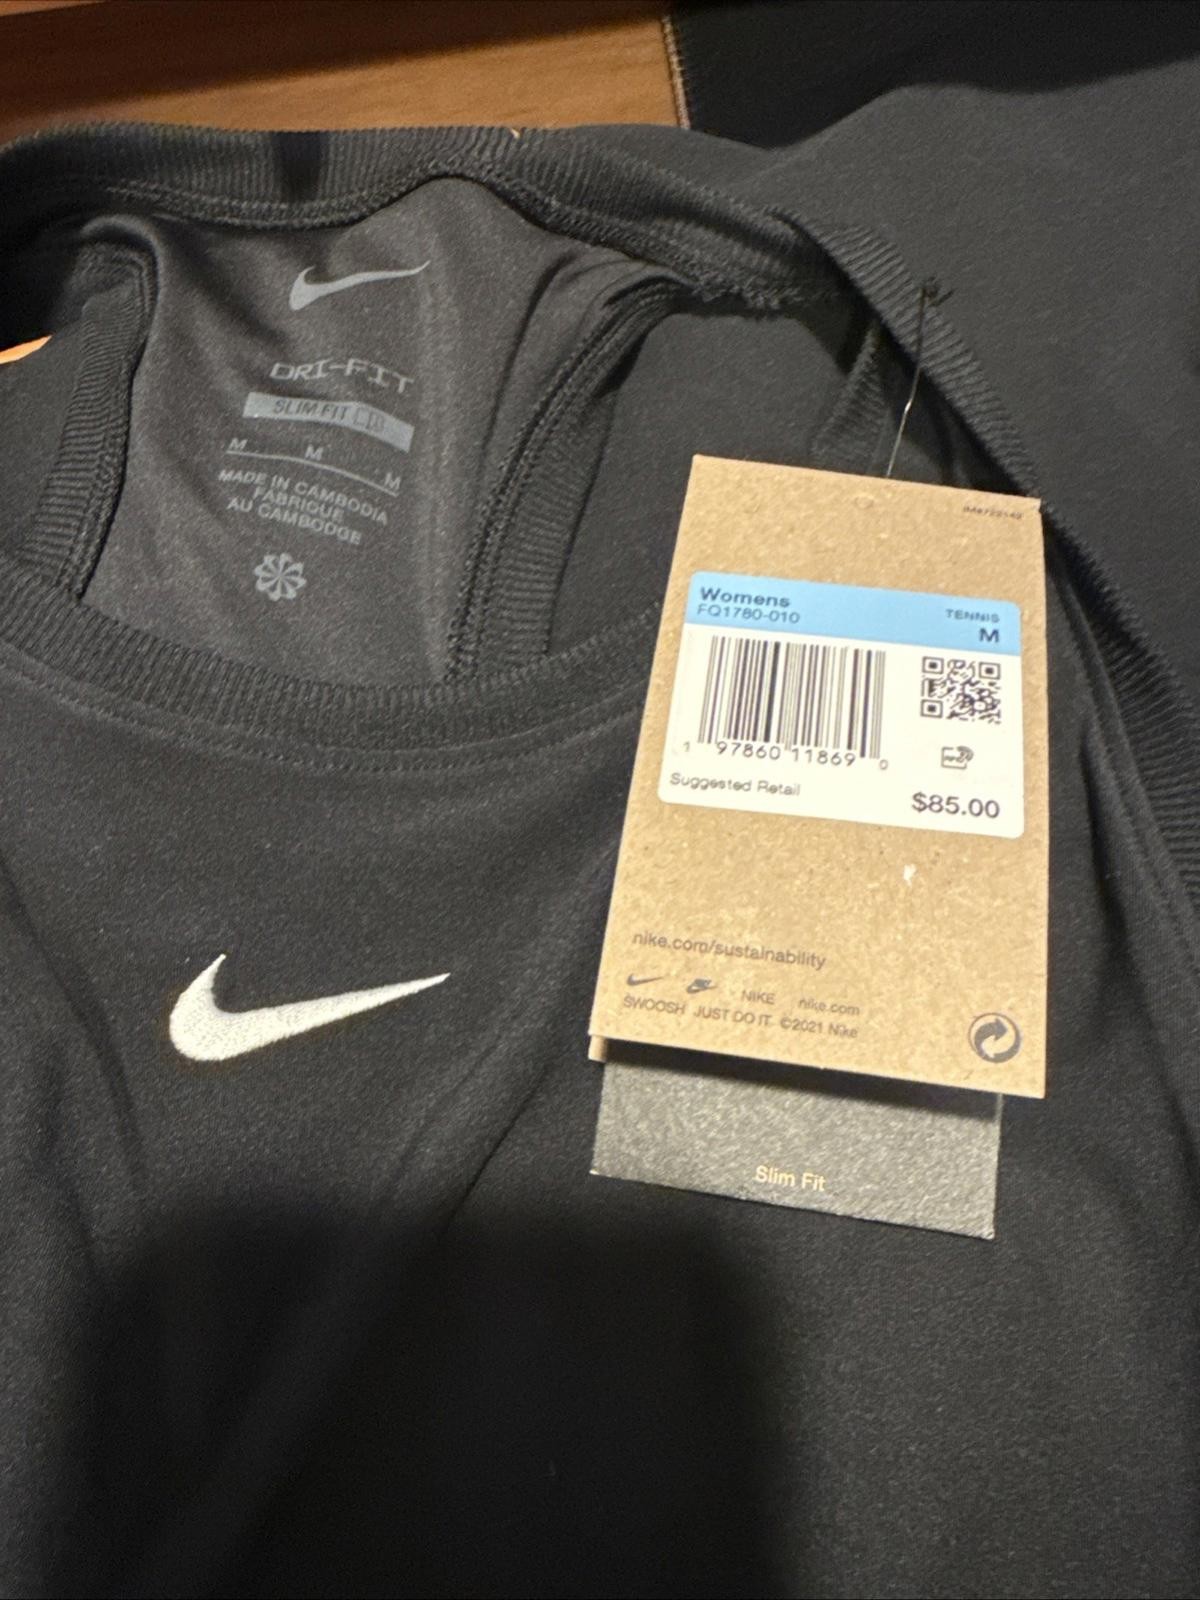 DRI-FIT
SLIM FIT
M M M
MADE IN CAMBODIA
FABRIQUE
AU CAMBODGE
Womens
FQ1780-010
TENNIS
M
1 97860 11869 0
Suggested Retail
$85.00
nike.com/sustainability
NIKE nike.com
SWOOSH JUST DO IT ©2021 Nike
Slim Fit